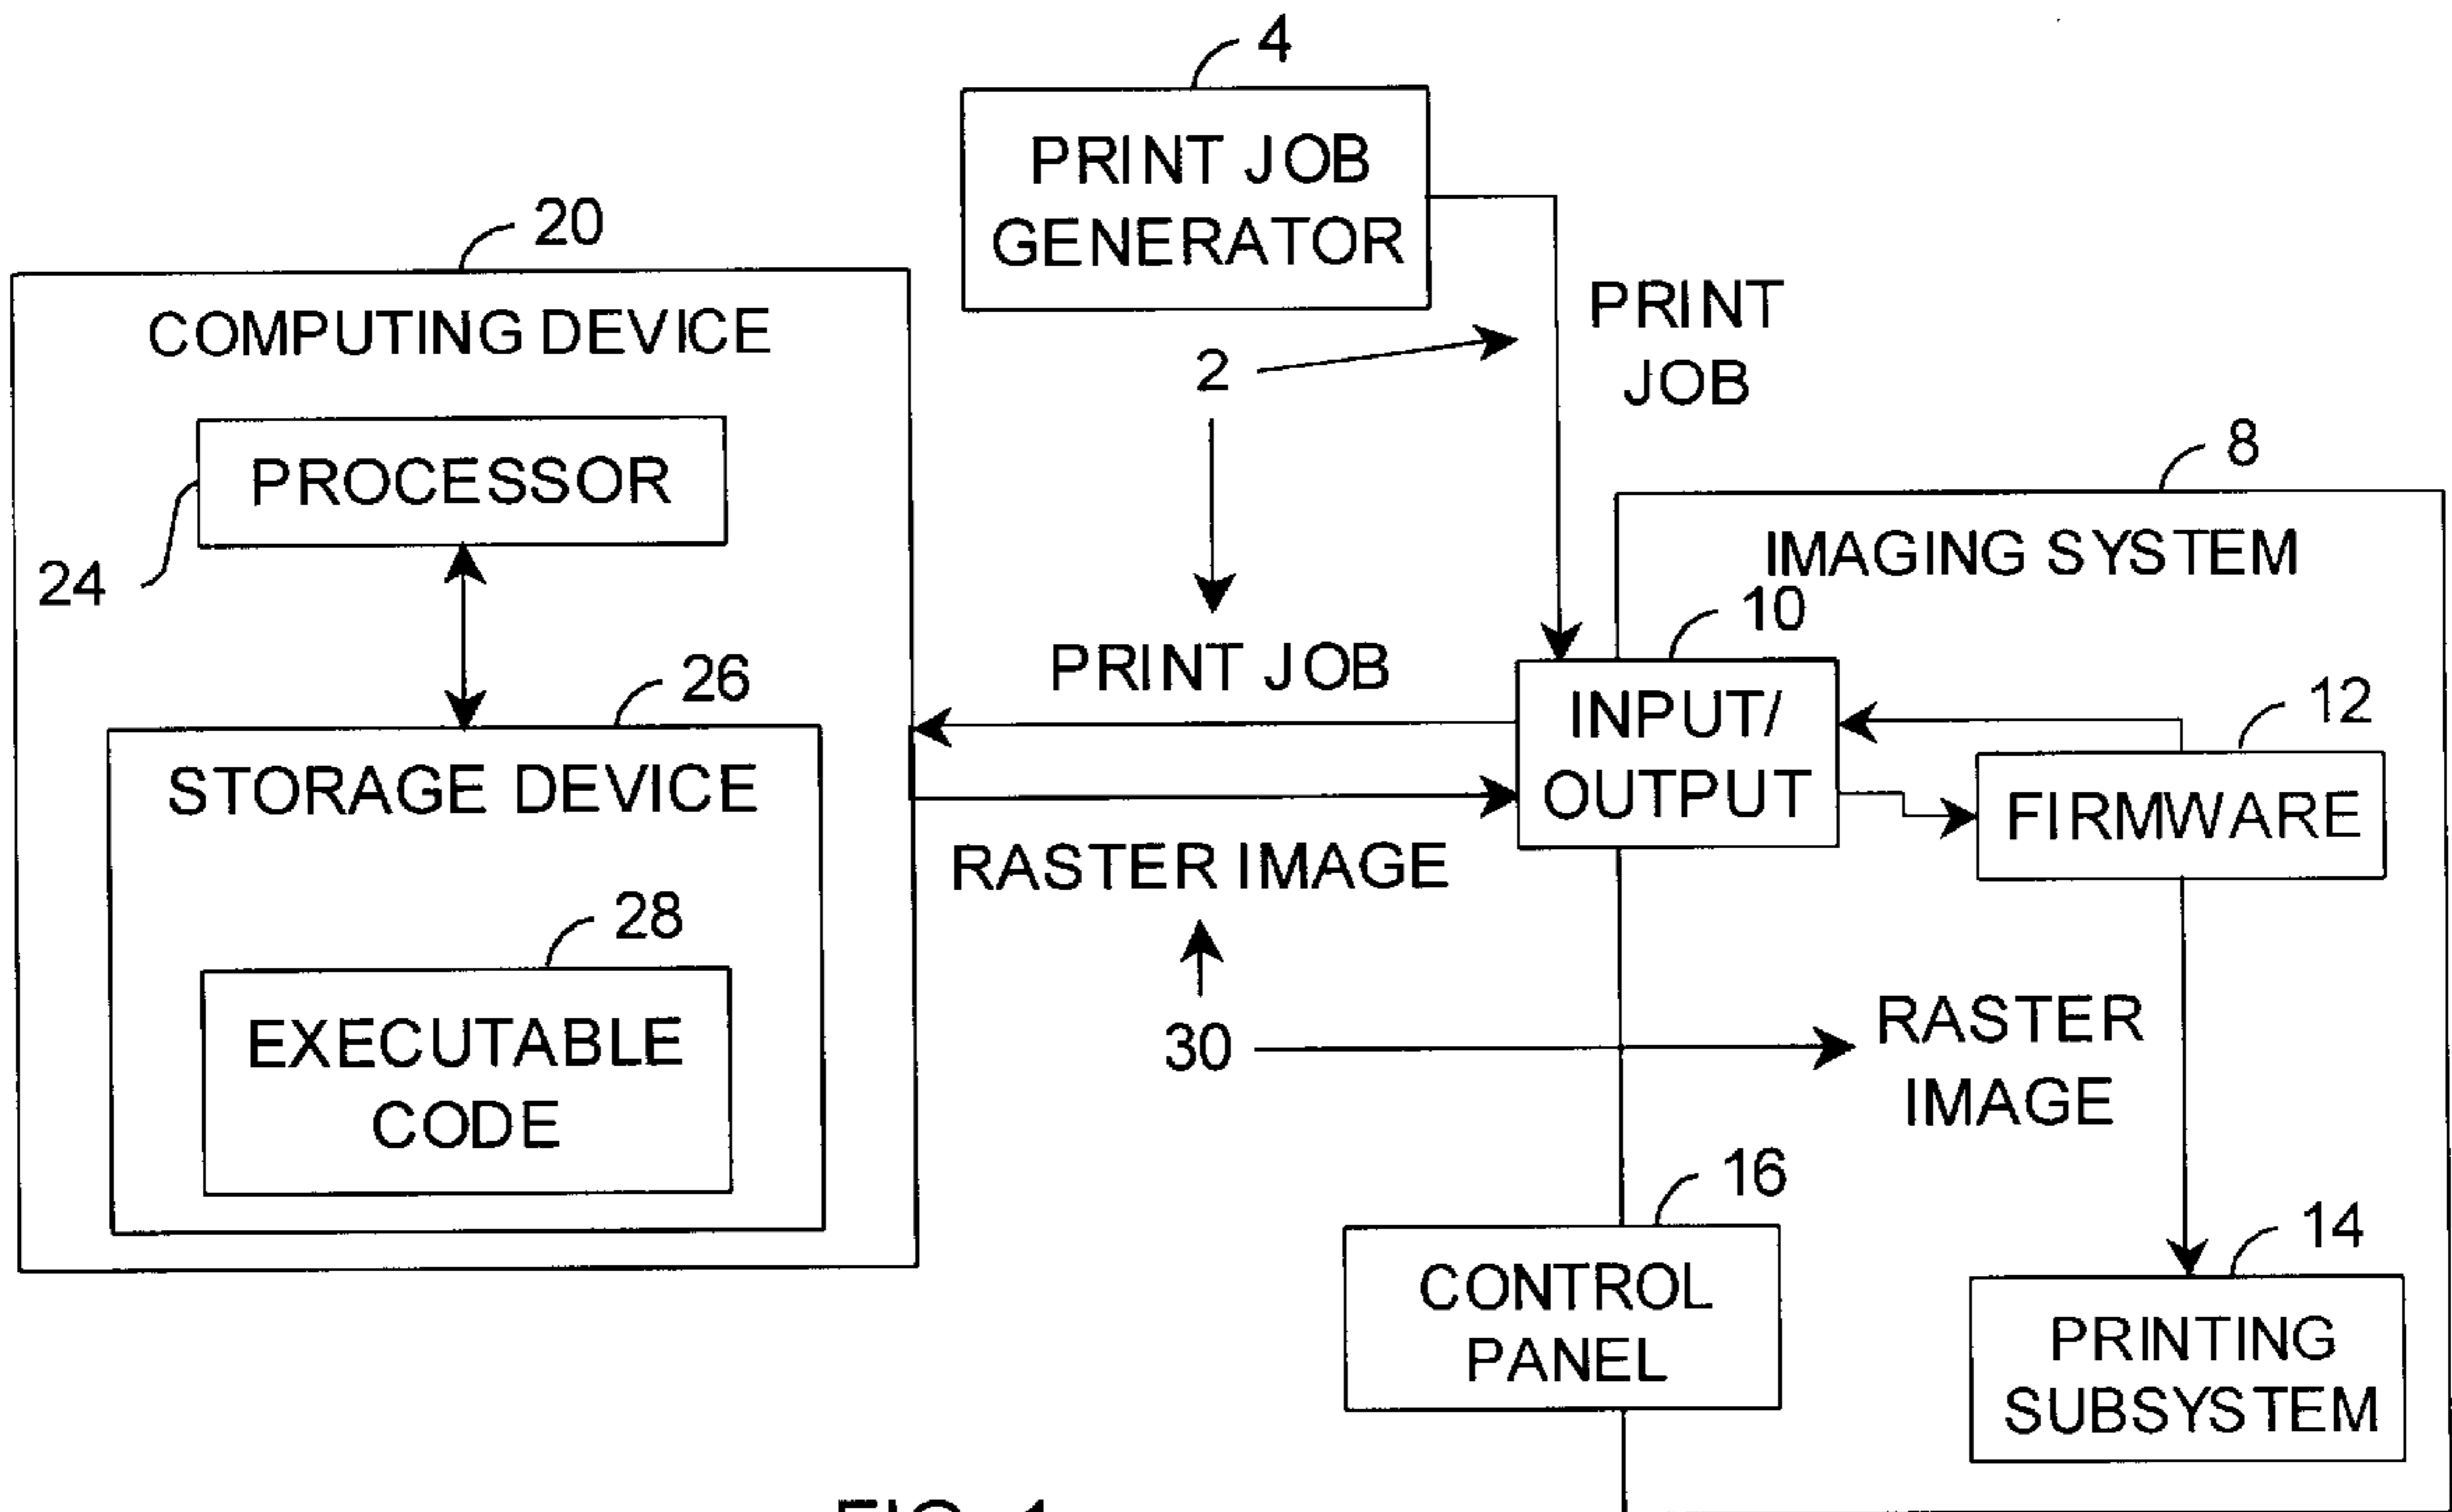 4
PRINT JOB
GENERATOR
20
COMPUTING DEVICE
PROCESSOR
24
26
STORAGE DEVICE
28
EXECUTABLE
CODE
2
PRINT
JOB
PRINT JOB
RASTER IMAGE
30
8
IMAGING SYSTEM
10
INPUT/
OUTPUT
12
FIRMWARE
RASTER
IMAGE
16
CONTROL
PANEL
14
PRINTING
SUBSYSTEM
FIG. 1